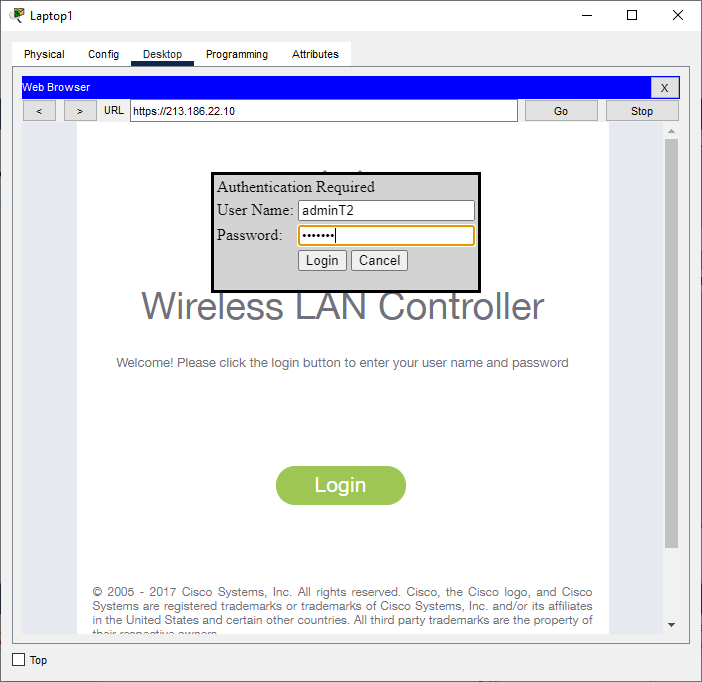 Laptop1
Physical Config Desktop Programming Attributes
Web Browser X
< > URL https://213.186.22.10 Go Stop
Authentication Required
User Name: adminT2
Password: •••••••
Login Cancel
Wireless LAN Controller
Welcome! Please click the login button to enter your user name and password
Login
© 2005 - 2017 Cisco Systems, Inc. All rights reserved. Cisco, the Cisco logo, and Cisco
Systems are registered trademarks or trademarks of Cisco Systems, Inc. and/or its affiliates
in the United States and certain other countries. All third party trademarks are the property of
their respective owners.
Top